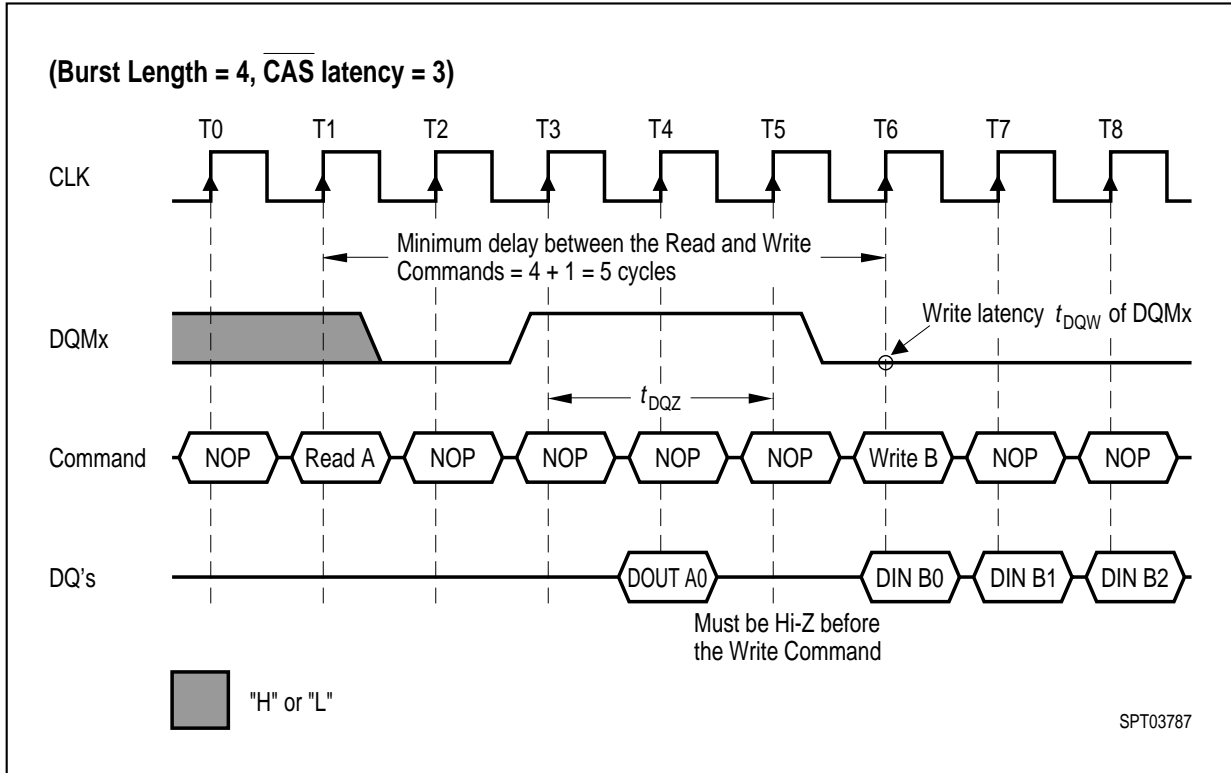 (Burst Length = 4, CAS latency = 3)
T0 T1 T2 T3 T4 T5 T6 T7 T8
CLK
Minimum delay between the Read and Write
Commands = 4 + 1 = 5 cycles
Write latency tDQW of DQMx
DQMx
tDQZ
Command NOP Read A NOP NOP NOP NOP Write B NOP NOP
DQ's DOUT A0 DIN B0 DIN B1 DIN B2
Must be Hi-Z before
the Write Command
"H" or "L"
SPT03787